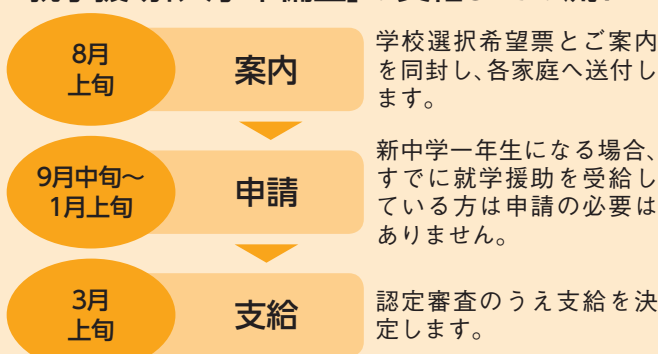 8月
上旬
案内
学校選択希望票とご案内
を同封し、各家庭へ送付し
ます。
9月中旬～
1月上旬
申請
新中学一年生になる場合、
すでに就学援助を受給し
ている方は申請の必要は
ありません。
3月
上旬
支給
認定審査のうえ支給を決
定します。